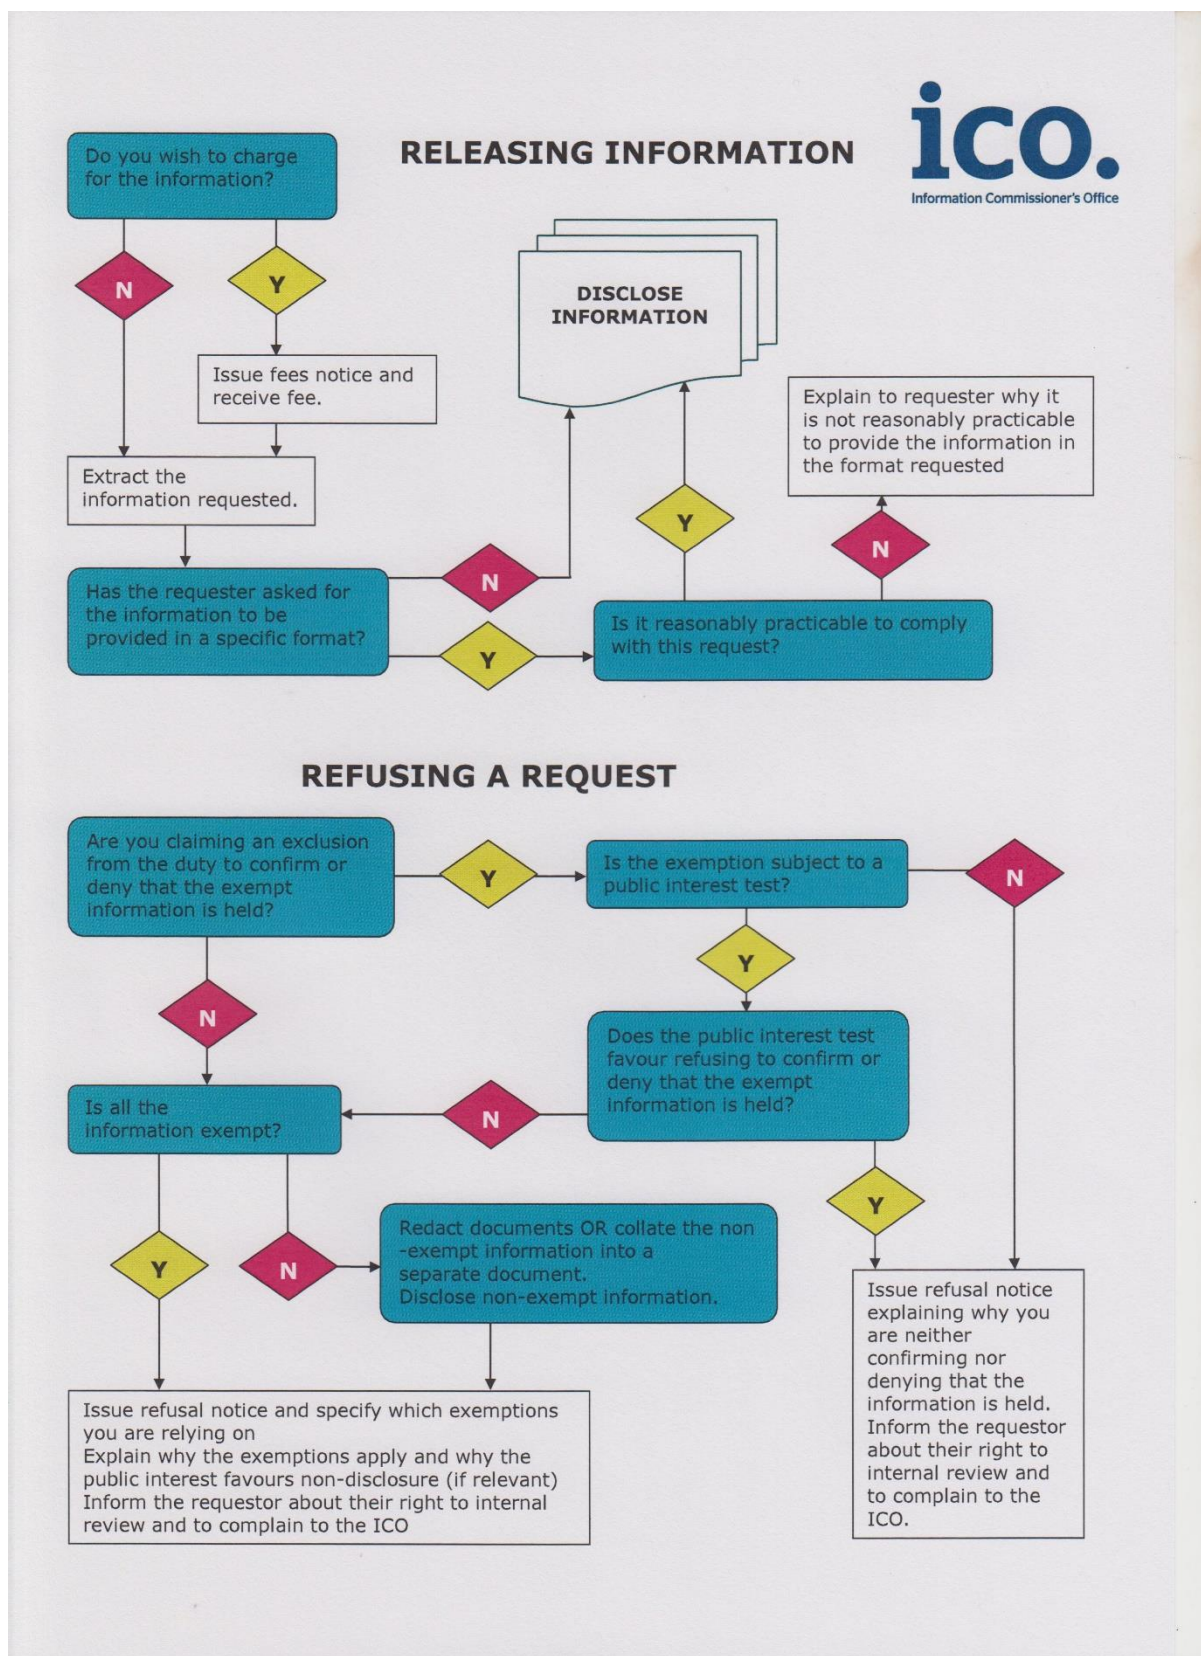 ico.
Information Commissioner's Office
RELEASING INFORMATION
Do you wish to charge
for the information?
N
Y
Issue fees notice and
receive fee.
DISCLOSE
INFORMATION
Explain to requester why it
is not reasonably practicable
to provide the information in
the format requested
Extract the
information requested.
Y
N
Has the requester asked for
the information to be
provided in a specific format?
N
Y
Is it reasonably practicable to comply
with this request?
REFUSING A REQUEST
Are you claiming an exclusion
from the duty to confirm or
deny that the exempt
information is held?
Y
Is the exemption subject to a
public interest test?
N
Y
N
Does the public interest test
favour refusing to confirm or
deny that the exempt
information is held?
Is all the
information exempt?
N
Y
Y
N
Redact documents OR collate the non
-exempt information into a
separate document.
Disclose non-exempt information.
Issue refusal notice
explaining why you
are neither
confirming nor
denying that the
information is held.
Inform the requestor
about their right to
internal review and
to complain to the
ICO.
Issue refusal notice and specify which exemptions
you are relying on
Explain why the exemptions apply and why the
public interest favours non-disclosure (if relevant)
Inform the requestor about their right to internal
review and to complain to the ICO